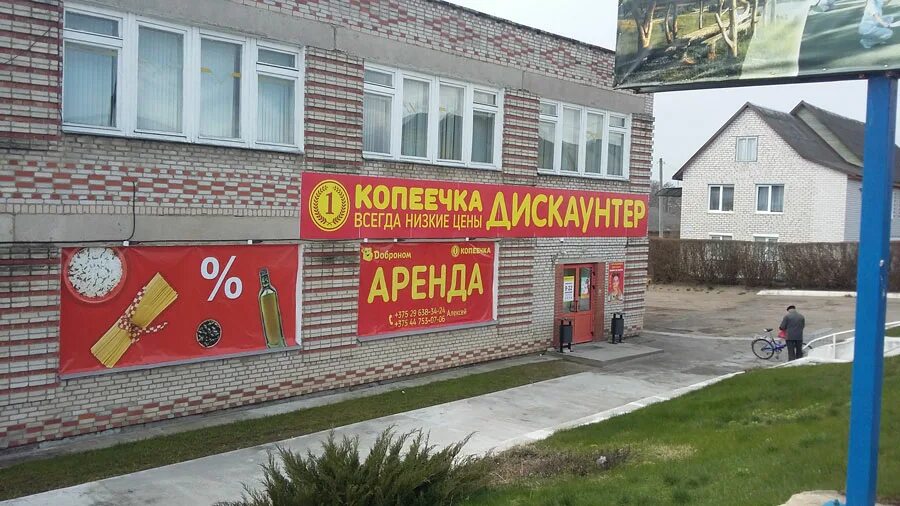 1
КОПЕЕЧКА
ВСЕГДА НИЗКИЕ ЦЕНЫ
ДИСКАУНТЕР
%
Доброном
КОПЕЕЧКА
АРЕНДА
+375 29 638-34-24
+375 44 753-07-06
Алексей